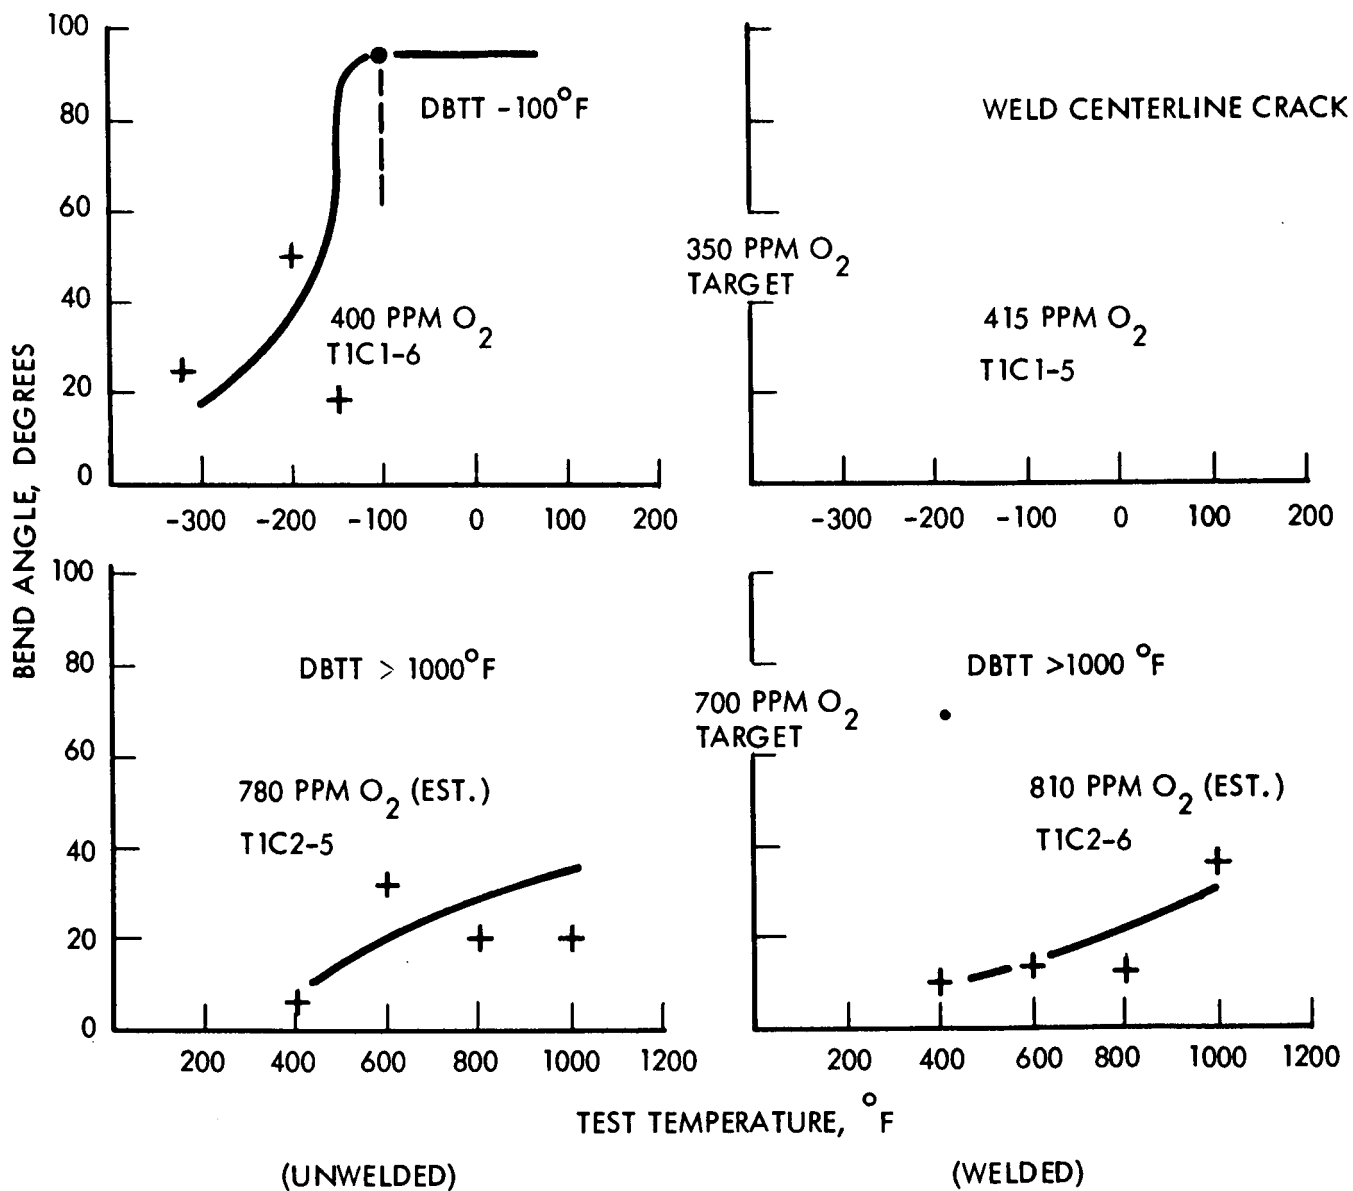 BEND ANGLE, DEGREES
100
80
60
40
20
0
DBTT -100°F
400 PPM O2
T1C1-6
-300 -200 -100 0 100 200
WELD CENTERLINE CRACK
350 PPM O2
TARGET
415 PPM O2
T1C1-5
-300 -200 -100 0 100 200
100
80
60
40
20
0
DBTT > 1000°F
780 PPM O2 (EST.)
T1C2-5
200 400 600 800 1000 1200
DBTT >1000 °F
700 PPM O2
TARGET
810 PPM O2 (EST.)
T1C2-6
200 400 600 800 1000 1200
TEST TEMPERATURE, °F
(UNWELDED)
(WELDED)